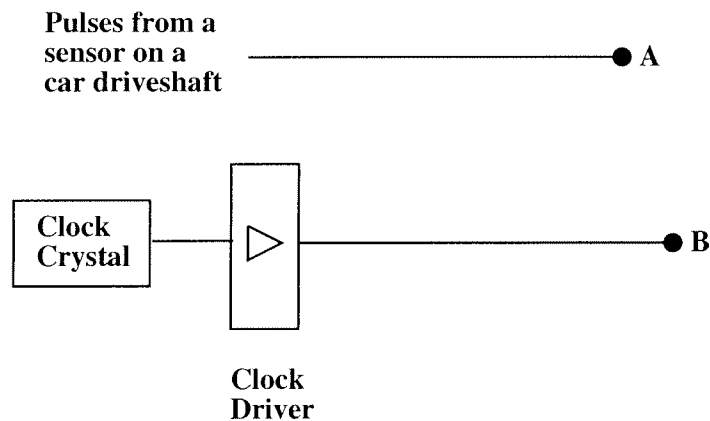 Pulses from a
sensor on a
car driveshaft
A
Clock
Crystal
B
Clock
Driver